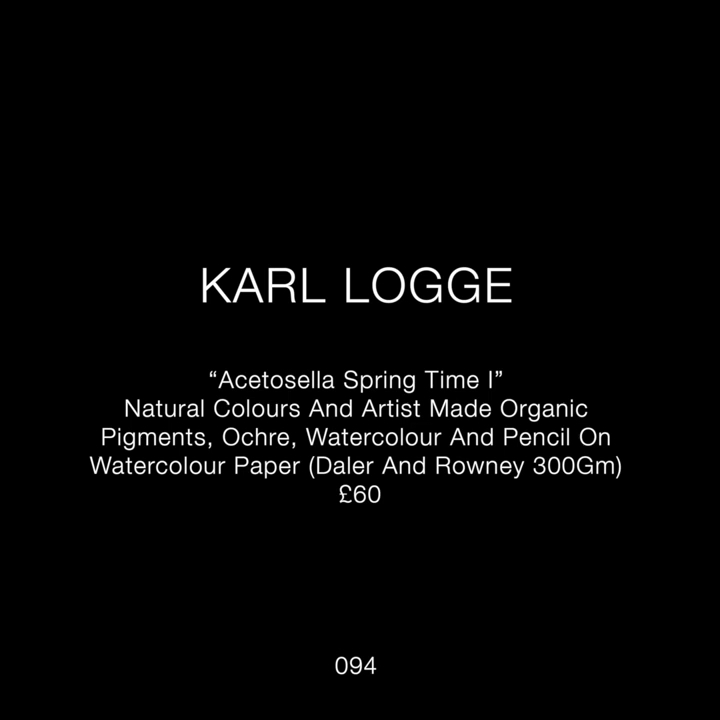 KARL LOGGE
“Acetosella Spring Time I”
Natural Colours And Artist Made Organic
Pigments, Ochre, Watercolour And Pencil On
Watercolour Paper (Daler And Rowney 300Gm)
£60
094